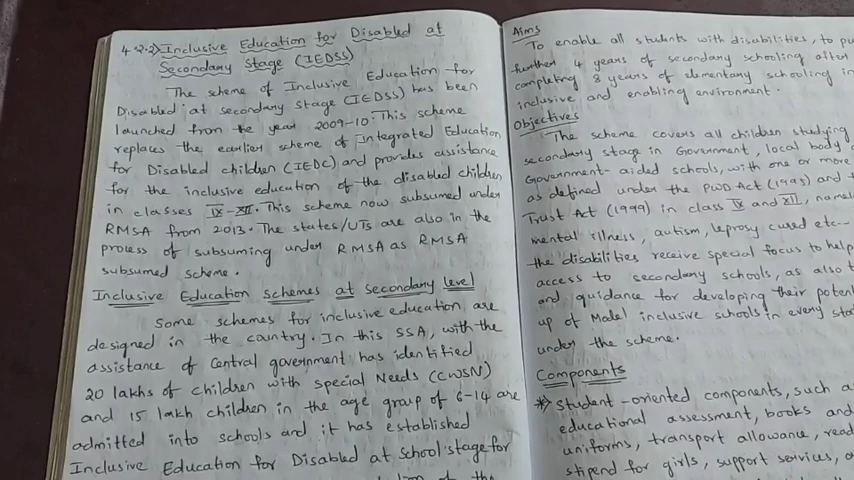 4.2.2) Inclusive Education for Disabled at
Secondary Stage (IEDSS)
The scheme of Inclusive Education for
Disabled at secondary stage (IEDSS) has been
launched from the year 2009-10. This scheme
replaces the earlier scheme of Integrated Education
for Disabled children (IEDC) and provides assistance
for the inclusive education of the disabled children
in classes IX-XII. This scheme now subsumed under
RMSA from 2013. The states/UTs are also in the
process of subsuming under RMSA as RMSA
subsumed scheme.
Inclusive Education schemes at secondary level
Some schemes for inclusive education are
designed in the country. In this SSA, with the
assistance of Central government has identified
20 lakhs of children with special Needs (CWSN)
and 15 lakh children in the age group of 6-14 are
admitted into schools and it has established
Inclusive Education for Disabled at school stage for
Aims
To enable all students with disabilities, to pu
further 4 years of secondary schooling after
completing 8 years of elementary schooling in
inclusive and enabling environment.
Objectives
The scheme covers all children studying
secondary stage in Government, local body
Government-aided schools, with one or more
as defined under the PWD Act (1995) and
Trust Act (1999) in class IX and XII, namel
mental illness, autism, leprosy cured etc--
the disabilities receive special focus to help
access to secondary schools, as also
and guidance for developing their poten
up of Model inclusive schools in every sta
under the scheme.
Components
* Student-oriented components, such a
educational assessment, books and
uniforms, transport allowance, read
stipend for girls, support services,